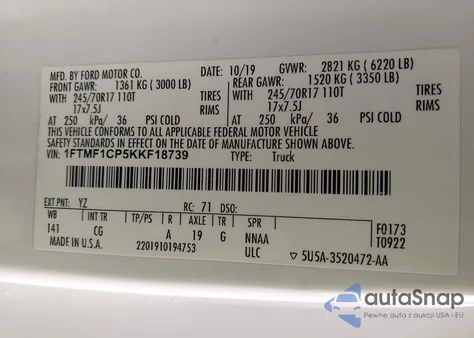 MFD. BY FORD MOTOR CO.
DATE: 10/19 GVWR: 2821 KG ( 6220 LB)
FRONT GAWR: 1361 KG ( 3000 LB)
REAR GAWR: 1520 KG ( 3350 LB)
WITH 245/70R17 110T TIRES
WITH 245/70R17 110T TIRES
17x7.5J RIMS
17x7.5J RIMS
AT 250 kPa/ 36 PSI COLD
AT 250 kPa/ 36 PSI COLD
THIS VEHICLE CONFORMS TO ALL APPLICABLE FEDERAL MOTOR VEHICLE
SAFETY STANDARDS IN EFFECT ON THE DATE OF MANUFACTURE SHOWN ABOVE.
VIN: 1FTMF1CP5KKF18739
TYPE: Truck
EXT PNT: YZ RC: 71 DSO:
WB INT TR TP/PS R AXLE TR SPR
141 CG A 19 G NNAA
F0173
T0922
MADE IN U.S.A. 2201910194753 ULC
▽ 5U5A-3520472-AA
autoSnap
Pewne auta z aukcji USA i EU